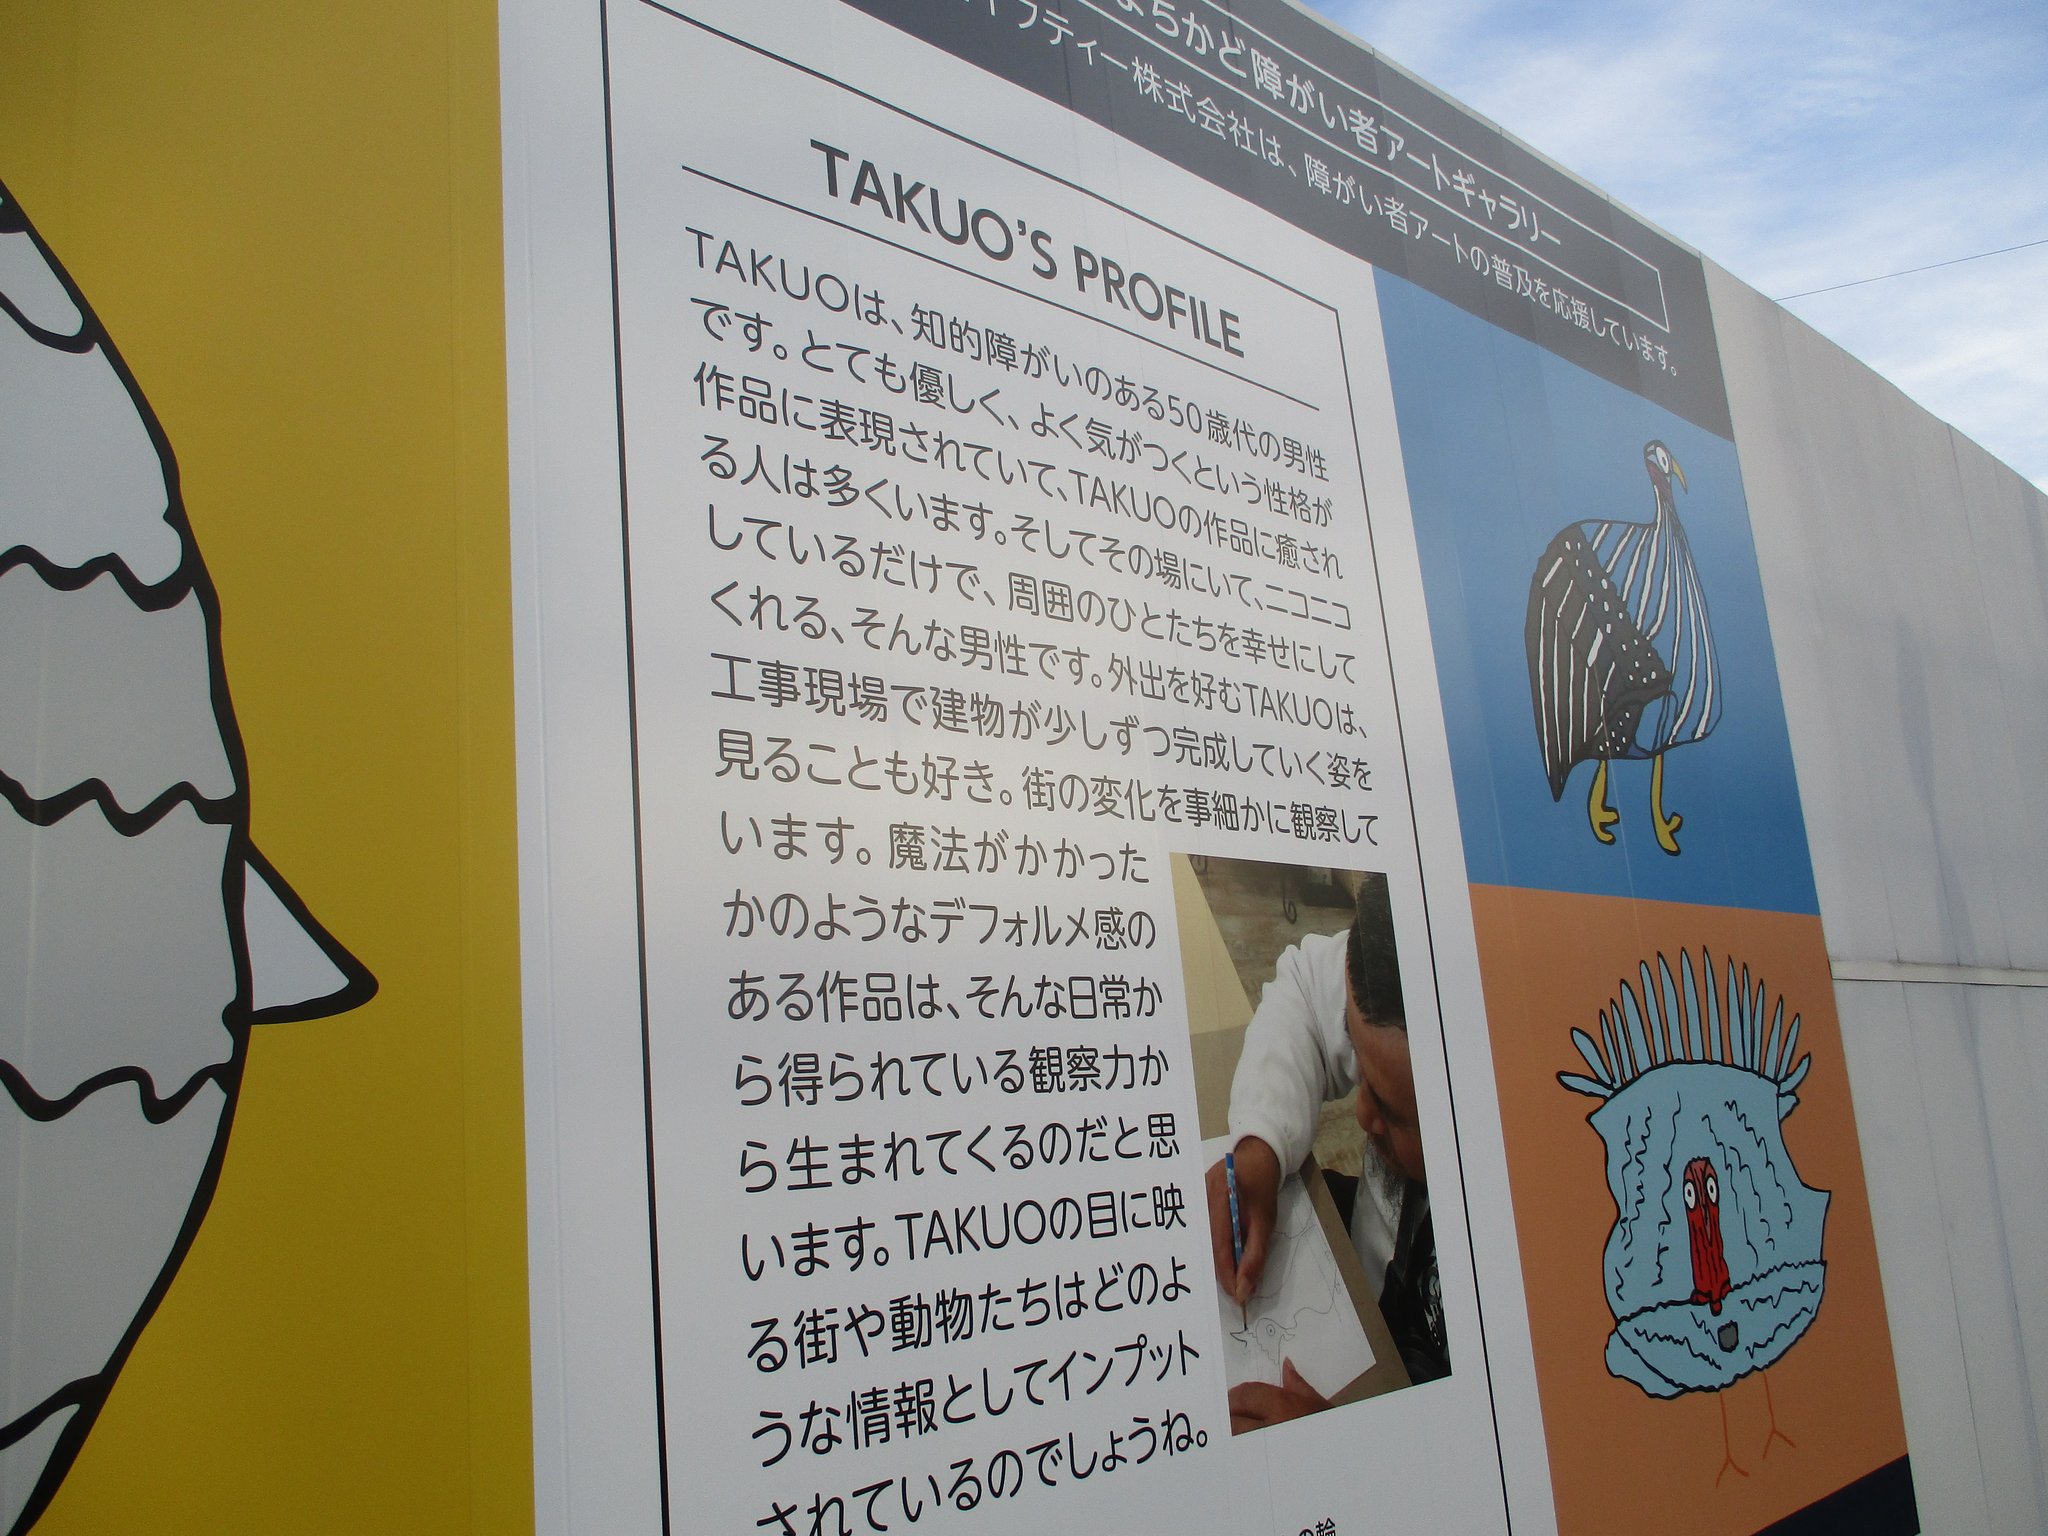 まちかど障がい者アートギャラリー
フティー株式会社は、障がい者アートの普及を応援しています。
TAKUO'S PROFILE
TAKUOは、知的障がいのある50歳代の男性
です。とても優しく、よく気がつくという性格が
作品に表現されていて、TAKUOの作品に癒され
る人は多くいます。そしてその場にいて、ニコニコ
しているだけで、周囲のひとたちを幸せにして
くれる、そんな男性です。外出を好むTAKUOは、
工事現場で建物が少しずつ完成していく姿を
見ることも好き。街の変化を事細かに観察して
います。魔法がかかった
かのようなデフォルメ感の
ある作品は、そんな日常か
ら得られている観察力か
ら生まれてくるのだと思
います。TAKUOの目に映
る街や動物たちはどのよ
うな情報としてインプット
されているのでしょうね。
の輪